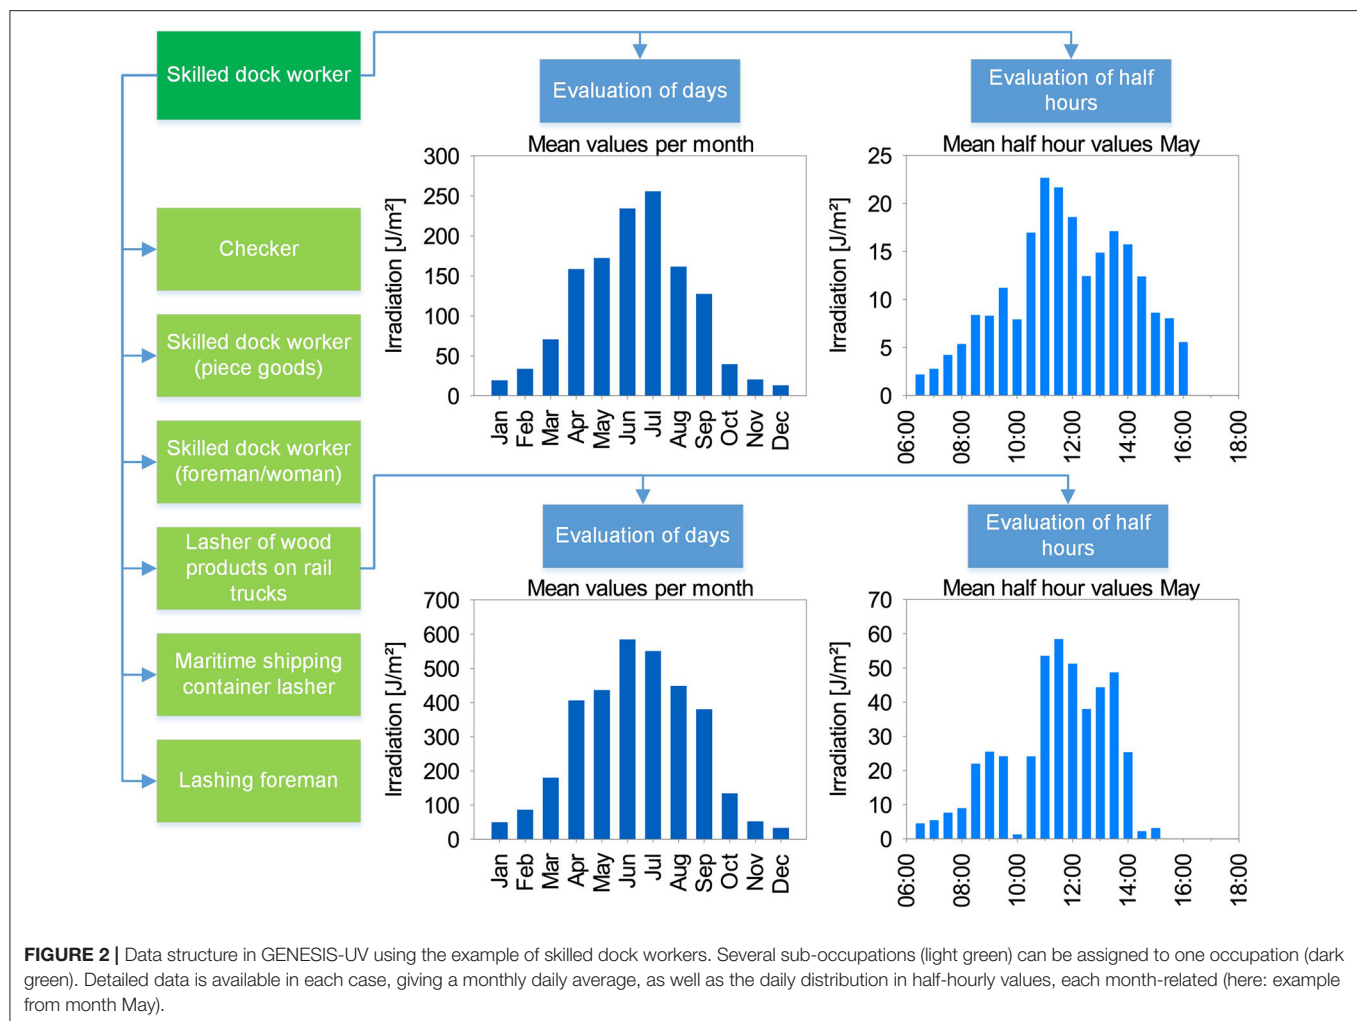 Skilled dock worker
Checker
Skilled dock worker
(piece goods)
Skilled dock worker
(foreman/woman)
Lasher of wood
products on rail
trucks
Maritime shipping
container lasher
Lashing foreman
Evaluation of days
Mean values per month
Irradiation [J/m²]
300
250
200
150
100
50
0
Jan
Feb
Mar
Apr
May
Jun
Jul
Aug
Sep
Oct
Nov
Dec
Evaluation of half
hours
Mean half hour values May
Irradiation [J/m²]
25
20
15
10
5
0
06:00
08:00
10:00
12:00
14:00
16:00
18:00
Evaluation of days
Mean values per month
Irradiation [J/m²]
700
600
500
400
300
200
100
0
Jan
Feb
Mar
Apr
May
Jun
Jul
Aug
Sep
Oct
Nov
Dec
Evaluation of half
hours
Mean half hour values May
Irradiation [J/m²]
70
60
50
40
30
20
10
0
06:00
08:00
10:00
12:00
14:00
16:00
18:00
FIGURE 2 | Data structure in GENESIS-UV using the example of skilled dock workers. Several sub-occupations (light green) can be assigned to one occupation (dark
green). Detailed data is available in each case, giving a monthly daily average, as well as the daily distribution in half-hourly values, each month-related (here: example
from month May).